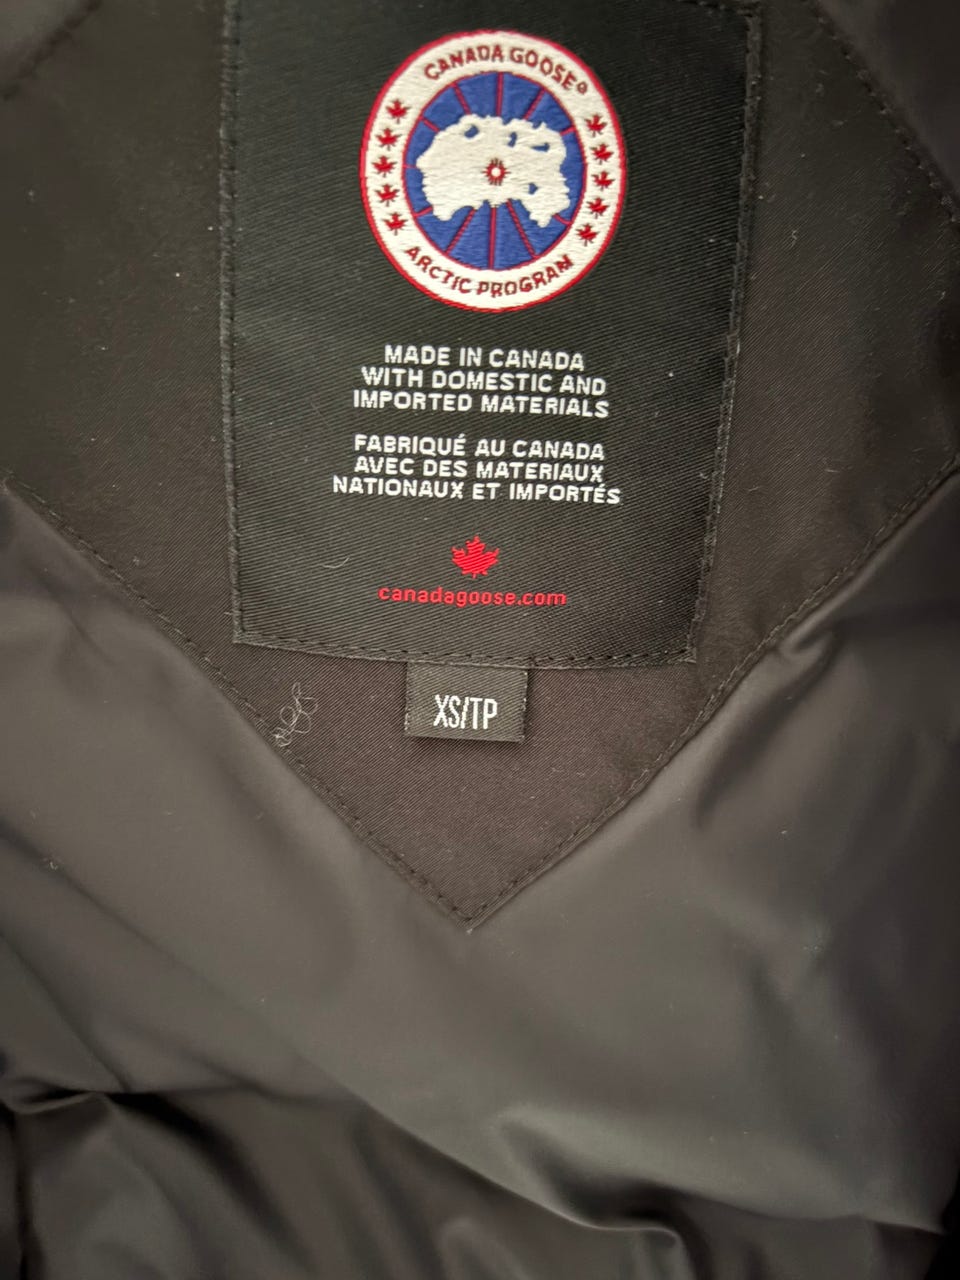 CANADA GOOSE®
ARCTIC PROGRAM
MADE IN CANADA
WITH DOMESTIC AND
IMPORTED MATERIALS
FABRIQUÉ AU CANADA
AVEC DES MATERIAUX
NATIONAUX ET IMPORTÉS
canadagoose.com
XS/TP